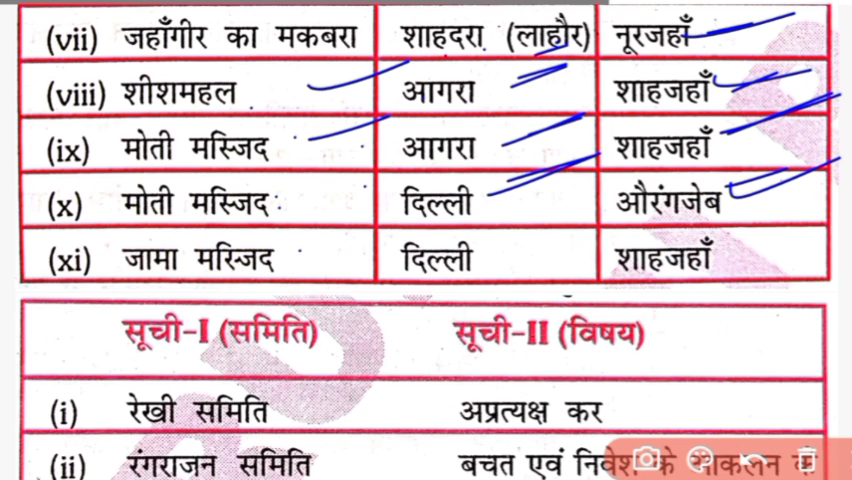 (vii) जहाँगीर का मकबरा शाहदरा (लाहौर) नूरजहाँ
(viii) शीशमहल आगरा शाहजहाँ
(ix) मोती मस्जिद आगरा शाहजहाँ
(x) मोती मस्जिद दिल्ली औरंगजेब
(xi) जामा मस्जिद दिल्ली शाहजहाँ
सूची-I (समिति) सूची-II (विषय)
(i) रेखी समिति अप्रत्यक्ष कर
(ii) रंगराजन समिति बचत एवं निवेश के आकलन के